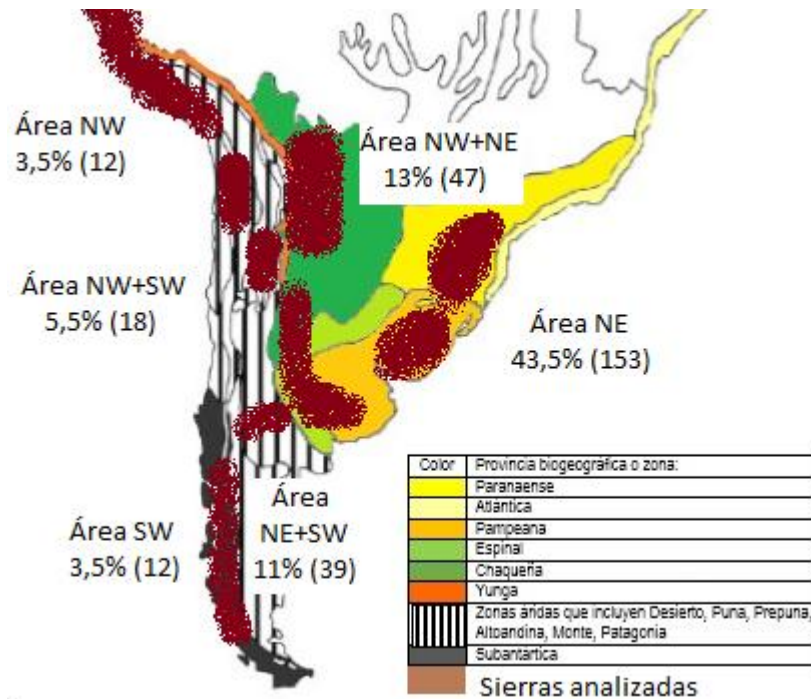 Área NW
3,5% (12)
Área NW+NE
13% (47)
Área NW+SW
5,5% (18)
Área NE
43,5% (153)
Área SW
3,5% (12)
Área
NE+SW
11% (39)
Color Provincia biogeográfica o zona:
Paranaense
Atlántica
Pampeana
Espinal
Chaqueña
Yunga
Zonas áridas que incluyen Desierto, Puna, Prepuna,
Altoandina, Monte, Patagonia
Subantártica
Sierras analizadas